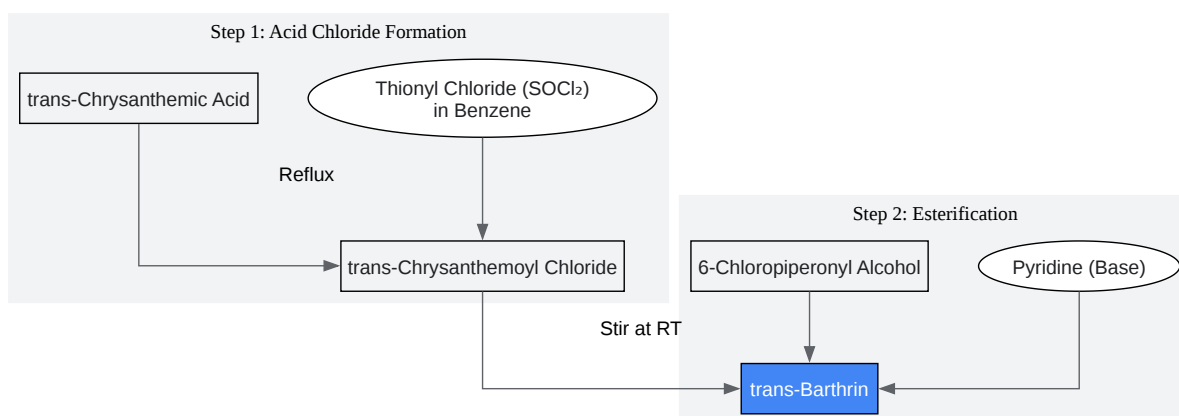 Step 1: Acid Chloride Formation
trans-Chrysanthemic Acid
Thionyl Chloride (SOCl₂)
in Benzene
Reflux
trans-Chrysanthemoyl Chloride
Step 2: Esterification
6-Chloropiperonyl Alcohol
Pyridine (Base)
Stir at RT
trans-Barthrin